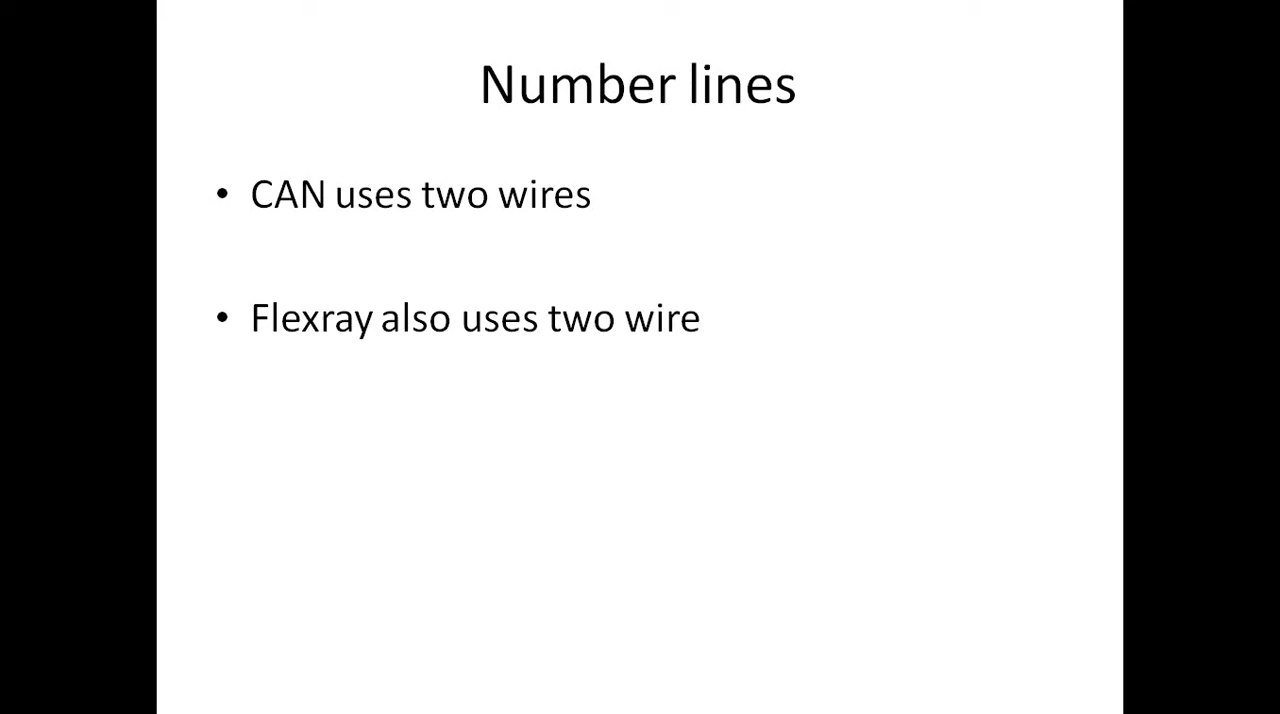 Number lines
• CAN uses two wires
• Flexray also uses two wire